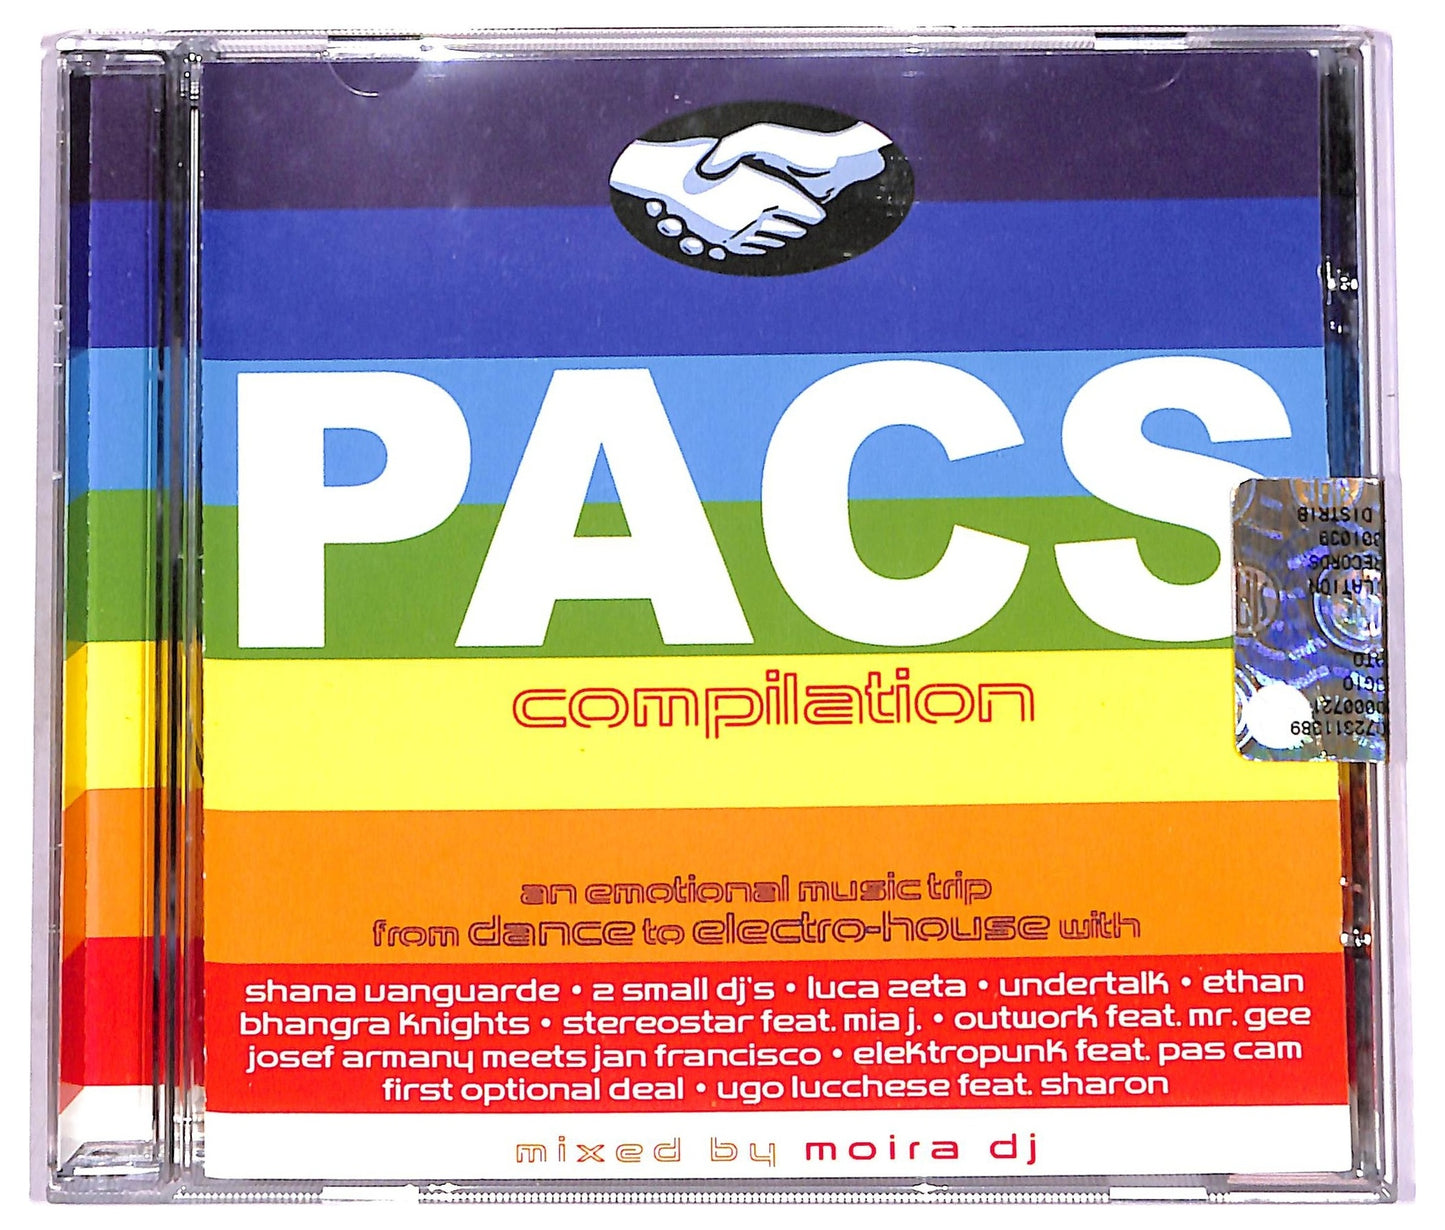 PACS
compilation
an emotional music trip
from dance to electro-house with
shana vanguarde • 2 small dj's • luca zeta • undertalk • ethan
bhangra knights • stereostar feat. mia j. • outwork feat. mr. gee
josef armany meets jan francisco • elektropunk feat. pas cam
first optional deal • ugo lucchese feat. sharon
mixed by moira dj
DISTRIB
RECORDS